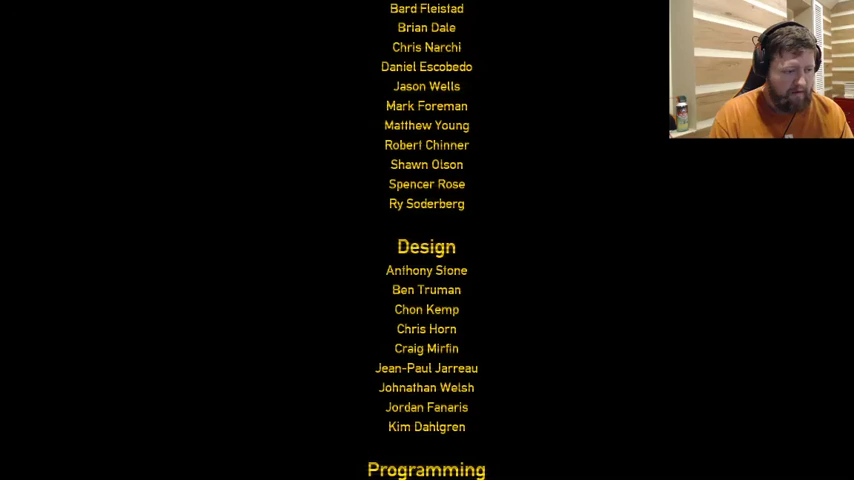 Bard Fleistad
Brian Dale
Chris Narchi
Daniel Escobedo
Jason Wells
Mark Foreman
Matthew Young
Robert Chinner
Shawn Olson
Spencer Rose
Ry Soderberg
Design
Anthony Stone
Ben Truman
Chon Kemp
Chris Horn
Craig Mirfin
Jean-Paul Jarreau
Johnathan Welsh
Jordan Fanaris
Kim Dahlgren
Programming